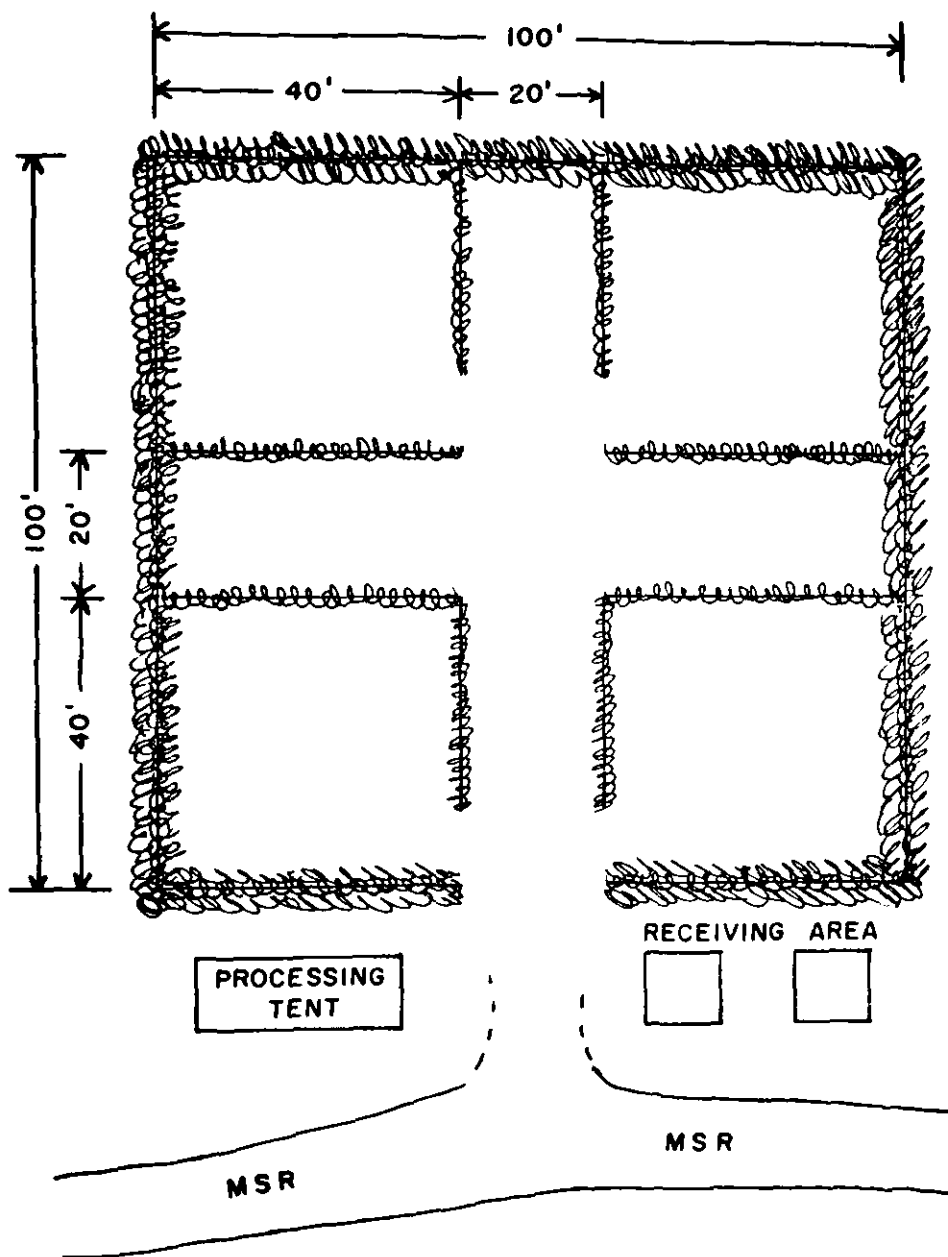 100'
40'
20'
100'
20'
40'
RECEIVING AREA
PROCESSING
TENT
MSR
MSR